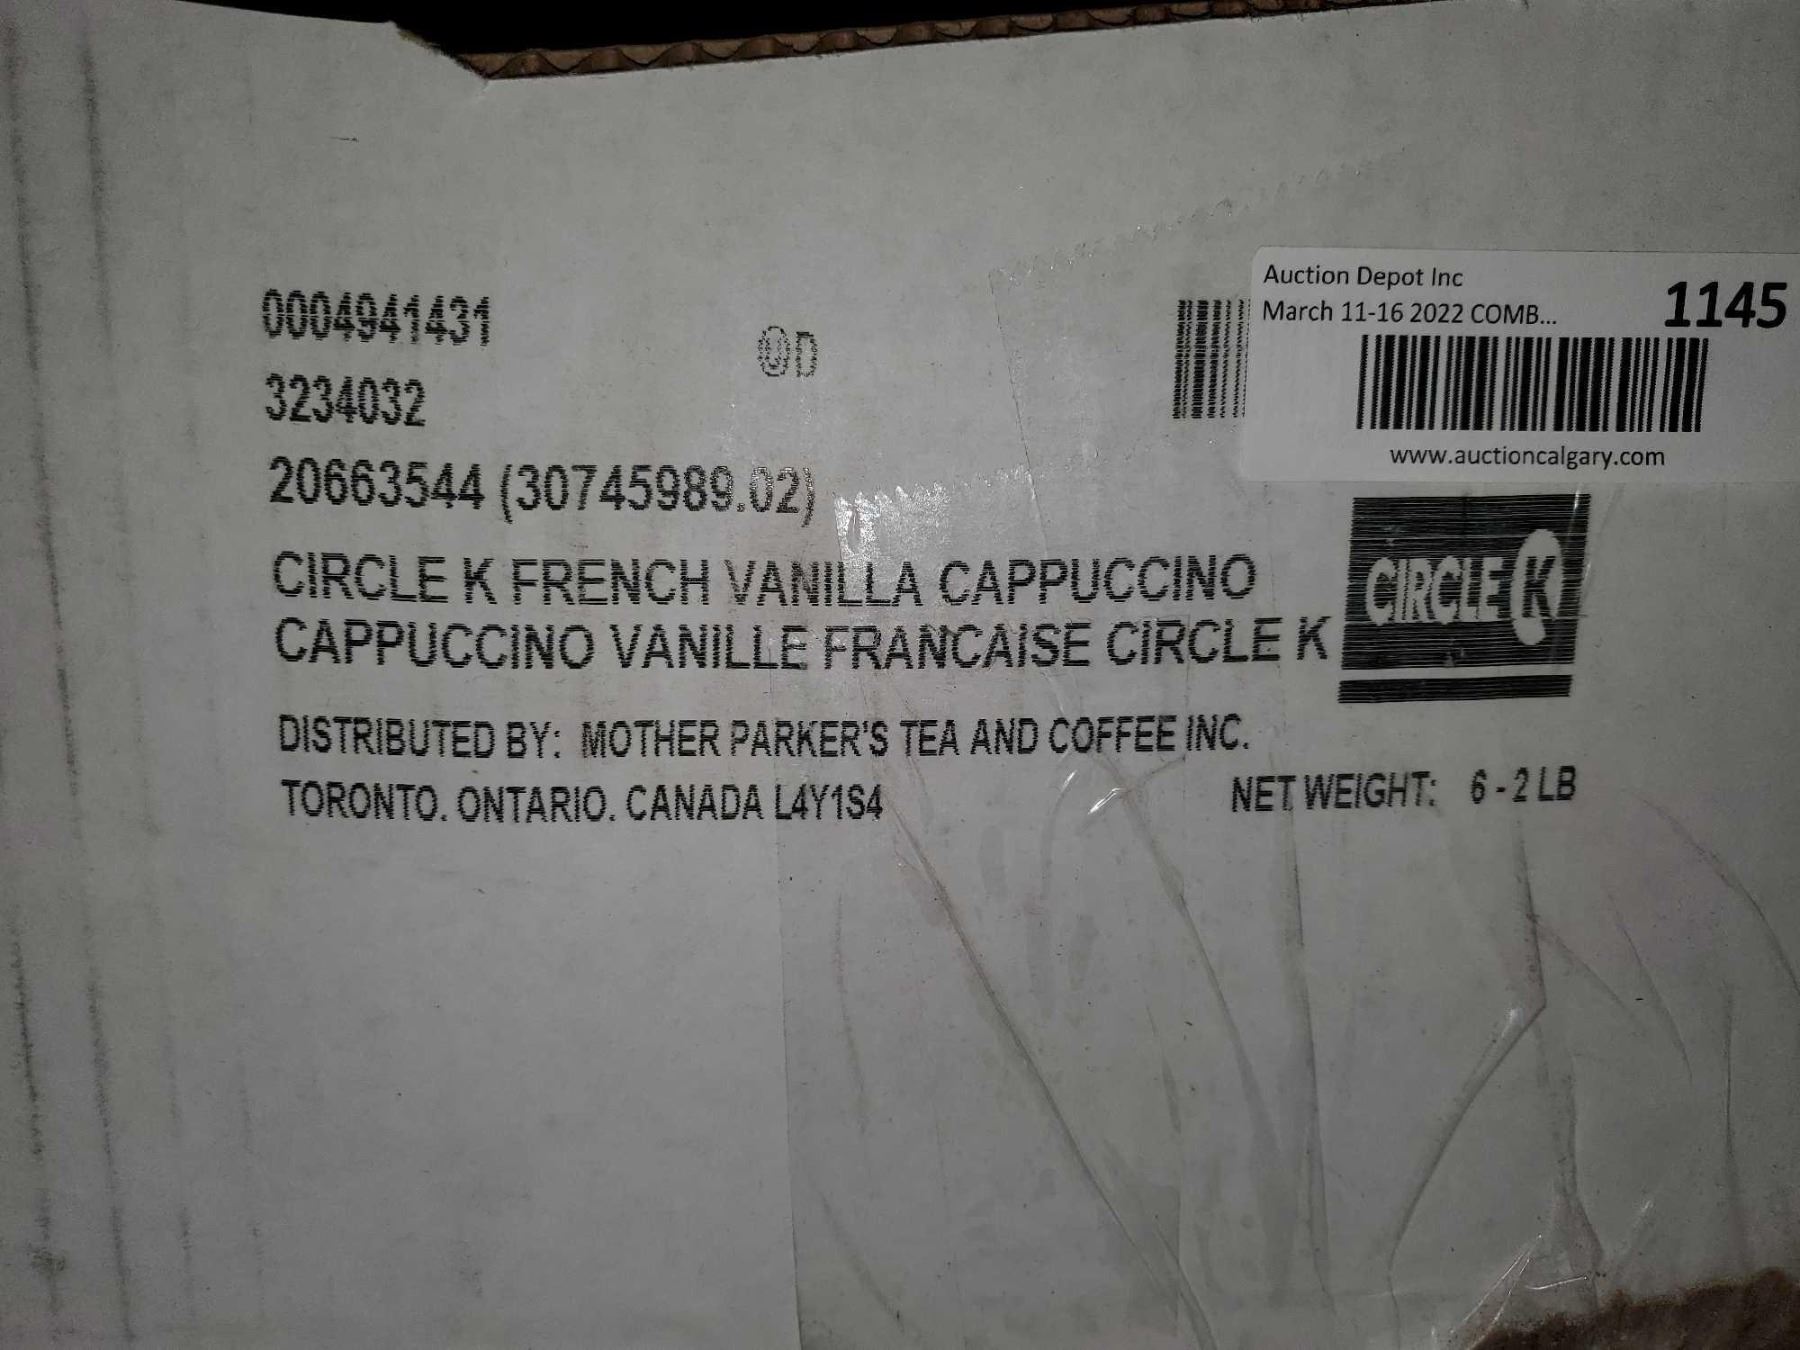 Auction Depot Inc
March 11-16 2022 COMB...
1145
www.auctioncalgary.com
0004941431
ⓊD
3234032
20663544 (30745989.02)
CIRCLE K FRENCH VANILLA CAPPUCCINO
CAPPUCCINO VANILLE FRANCAISE CIRCLE K
CIRCLE K
DISTRIBUTED BY: MOTHER PARKER'S TEA AND COFFEE INC.
TORONTO. ONTARIO. CANADA L4Y1S4
NET WEIGHT: 6 - 2 LB